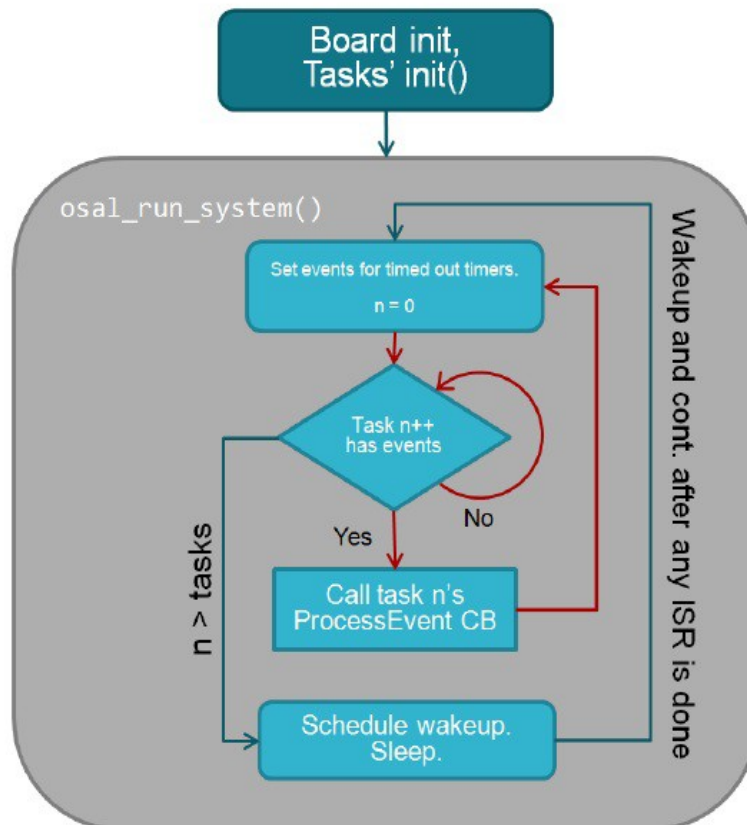 Board init,
Tasks' init()
osal_run_system()
Set events for timed out timers.
n = 0
Task n++
has events
No
Yes
Call task n's
ProcessEvent CB
n > tasks
Schedule wakeup.
Sleep.
Wakeup and cont. after any ISR is done